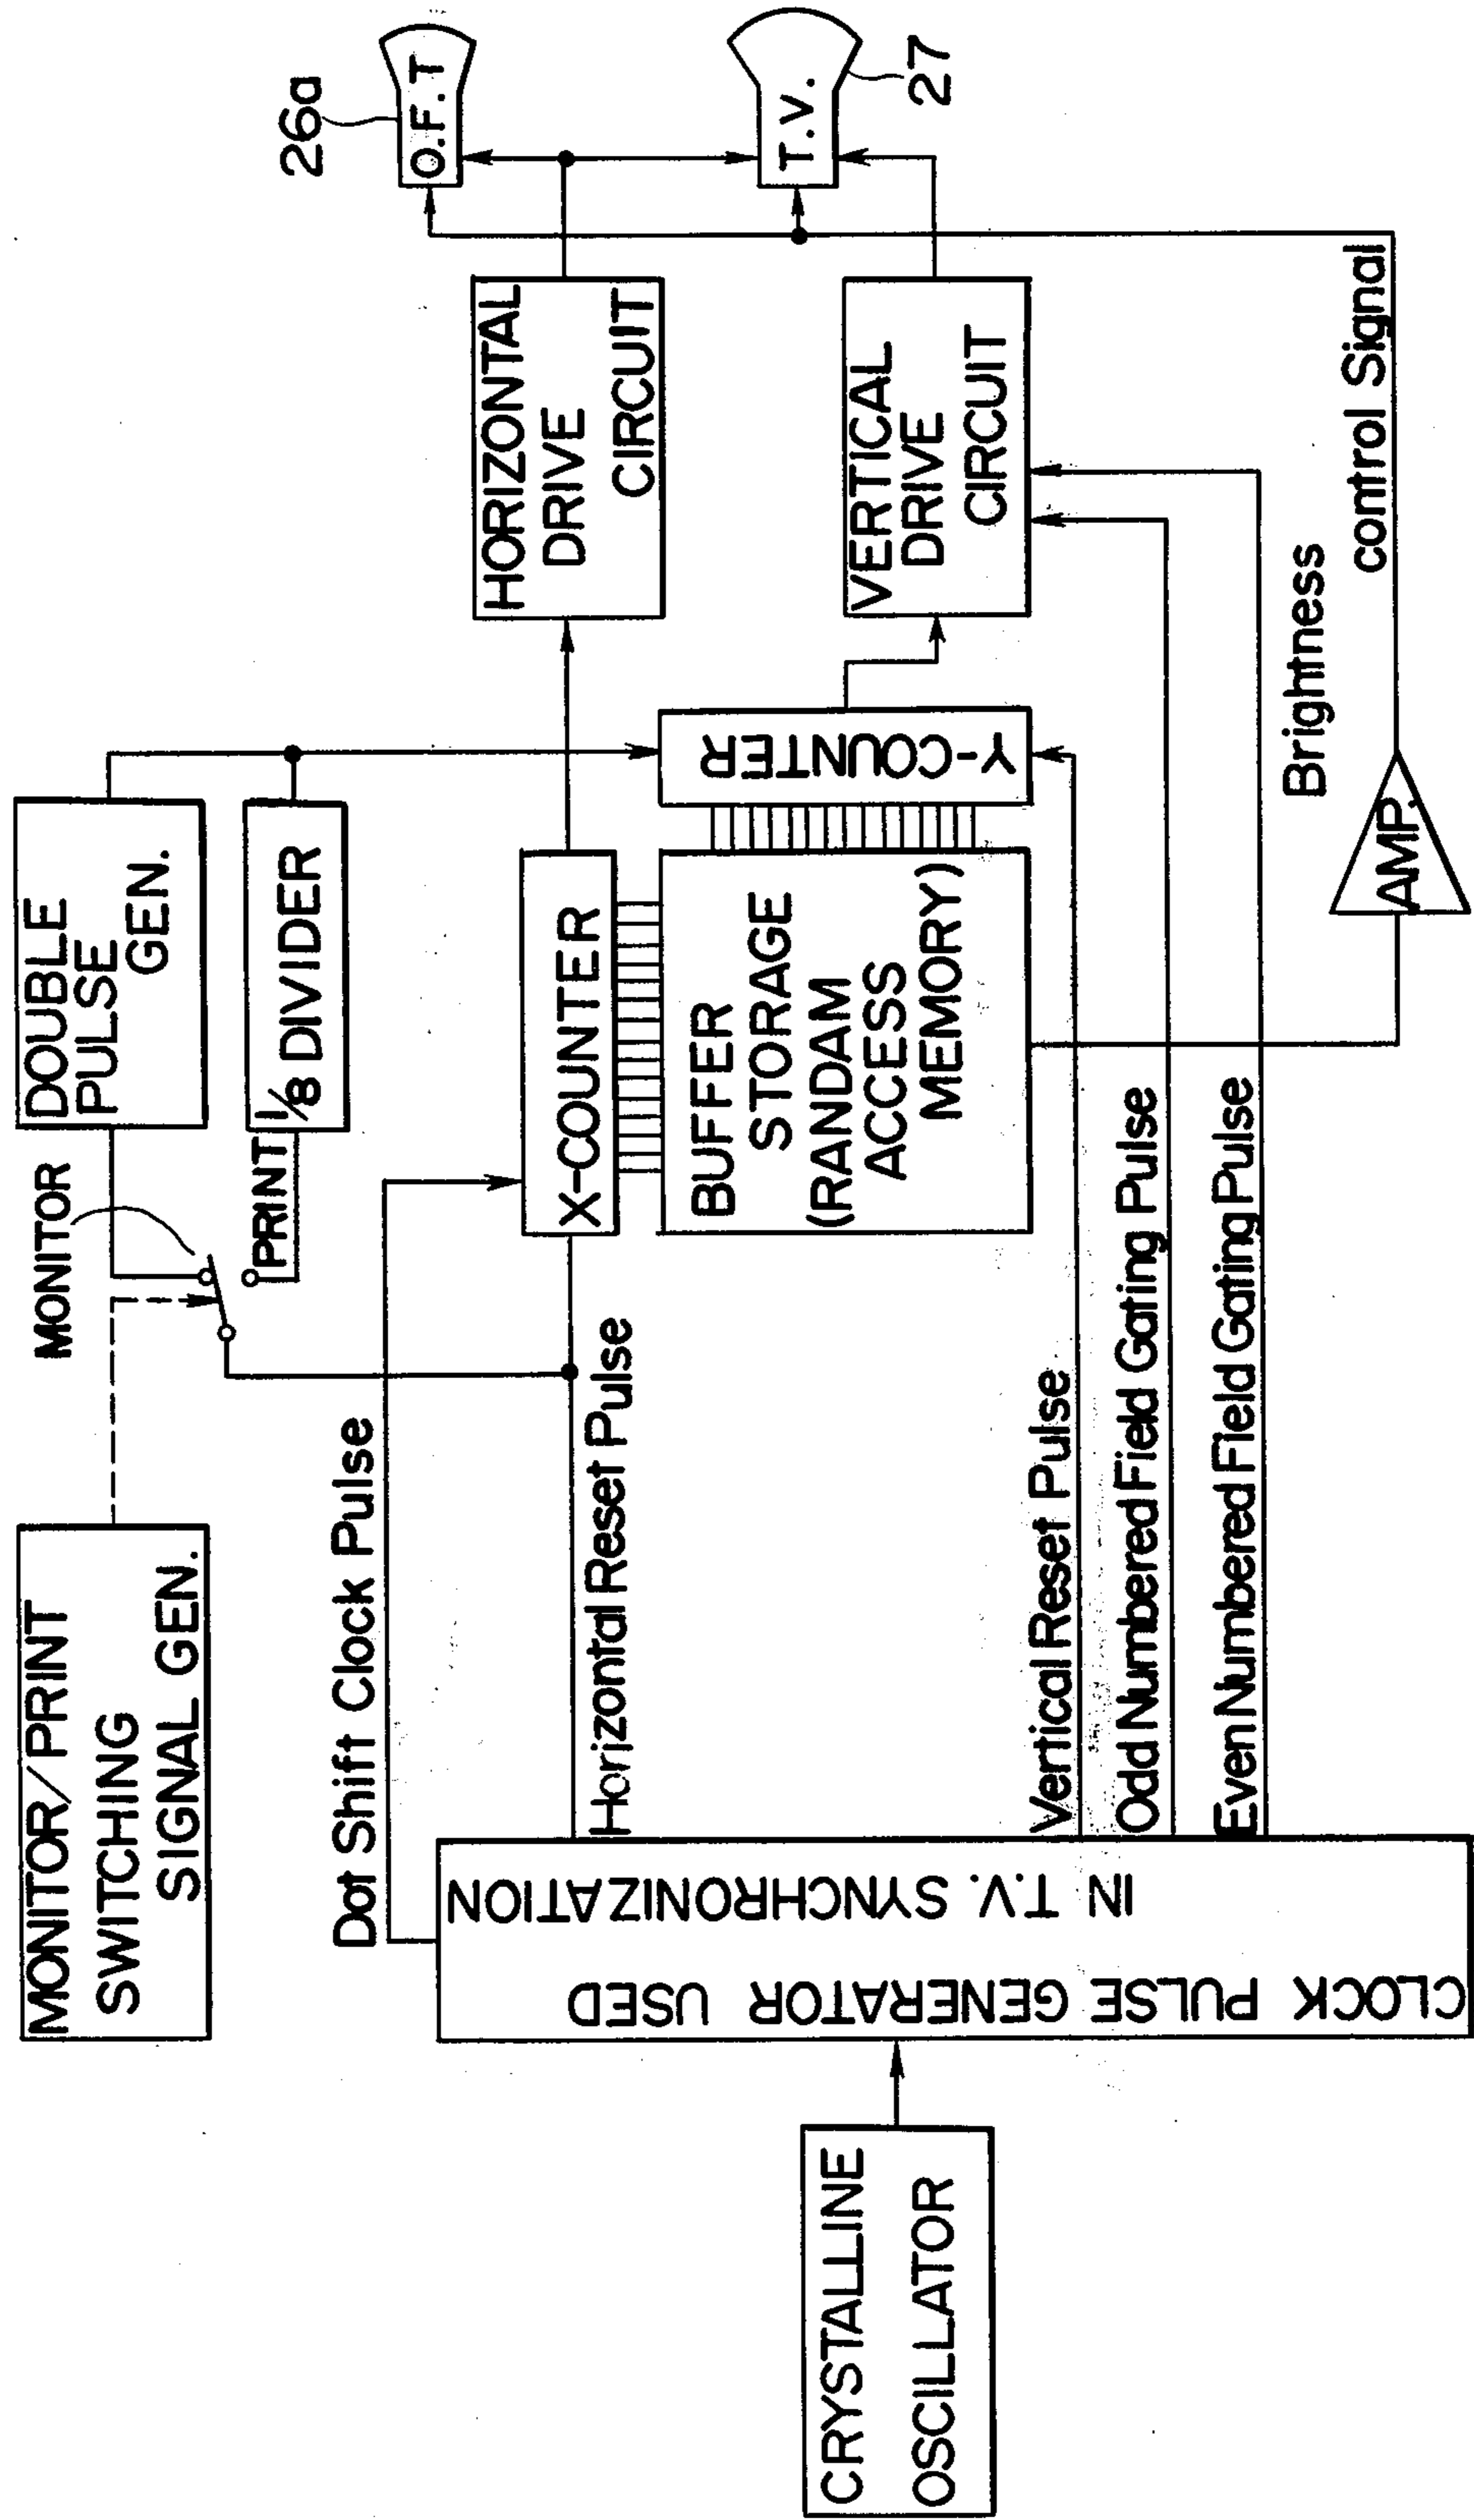 MONITOR/PRINT
SWITCHING
SIGNAL GEN.
MONITOR
PRINT
DOUBLE
PULSE
GEN.
1/8 DIVIDER
26a
O.F.T
T.V.
27
Dot Shift Clock Pulse
Horizontal Reset Pulse
X-COUNTER
HORIZONTAL
DRIVE
CIRCUIT
BUFFER
STORAGE
(RANDAM
ACCESS
MEMORY)
Y-COUNTER
VERTICAL
DRIVE
CIRCUIT
CRYSTALLINE
OSCILLATOR
CLOCK PULSE GENERATOR USED
IN T.V. SYNCHRONIZATION
Vertical Reset Pulse
Odd Numbered Field Gating Pulse
Even Numbered Field Gating Pulse
AMP.
Brightness
control Signal